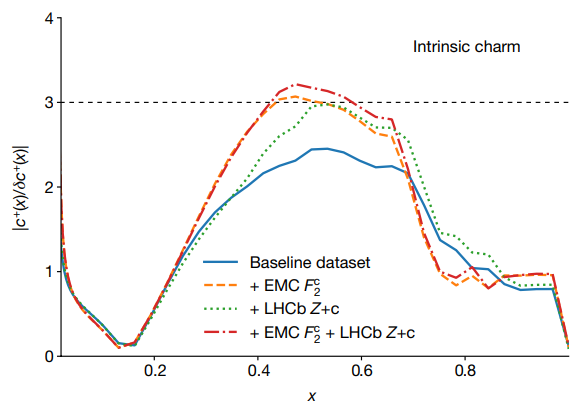 4
Intrinsic charm
3
|c⁺(x)/δc⁺(x)|
2
Baseline dataset
+ EMC F₂ᶜ
1
+ LHCb Z+c
+ EMC F₂ᶜ + LHCb Z+c
0
0.2 0.4 0.6 0.8
x